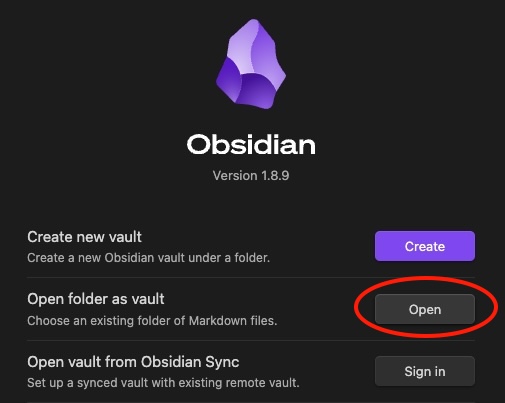 Obsidian
Version 1.8.9
Create new vault
Create a new Obsidian vault under a folder.
Create
Open folder as vault
Choose an existing folder of Markdown files.
Open
Open vault from Obsidian Sync
Set up a synced vault with existing remote vault.
Sign in